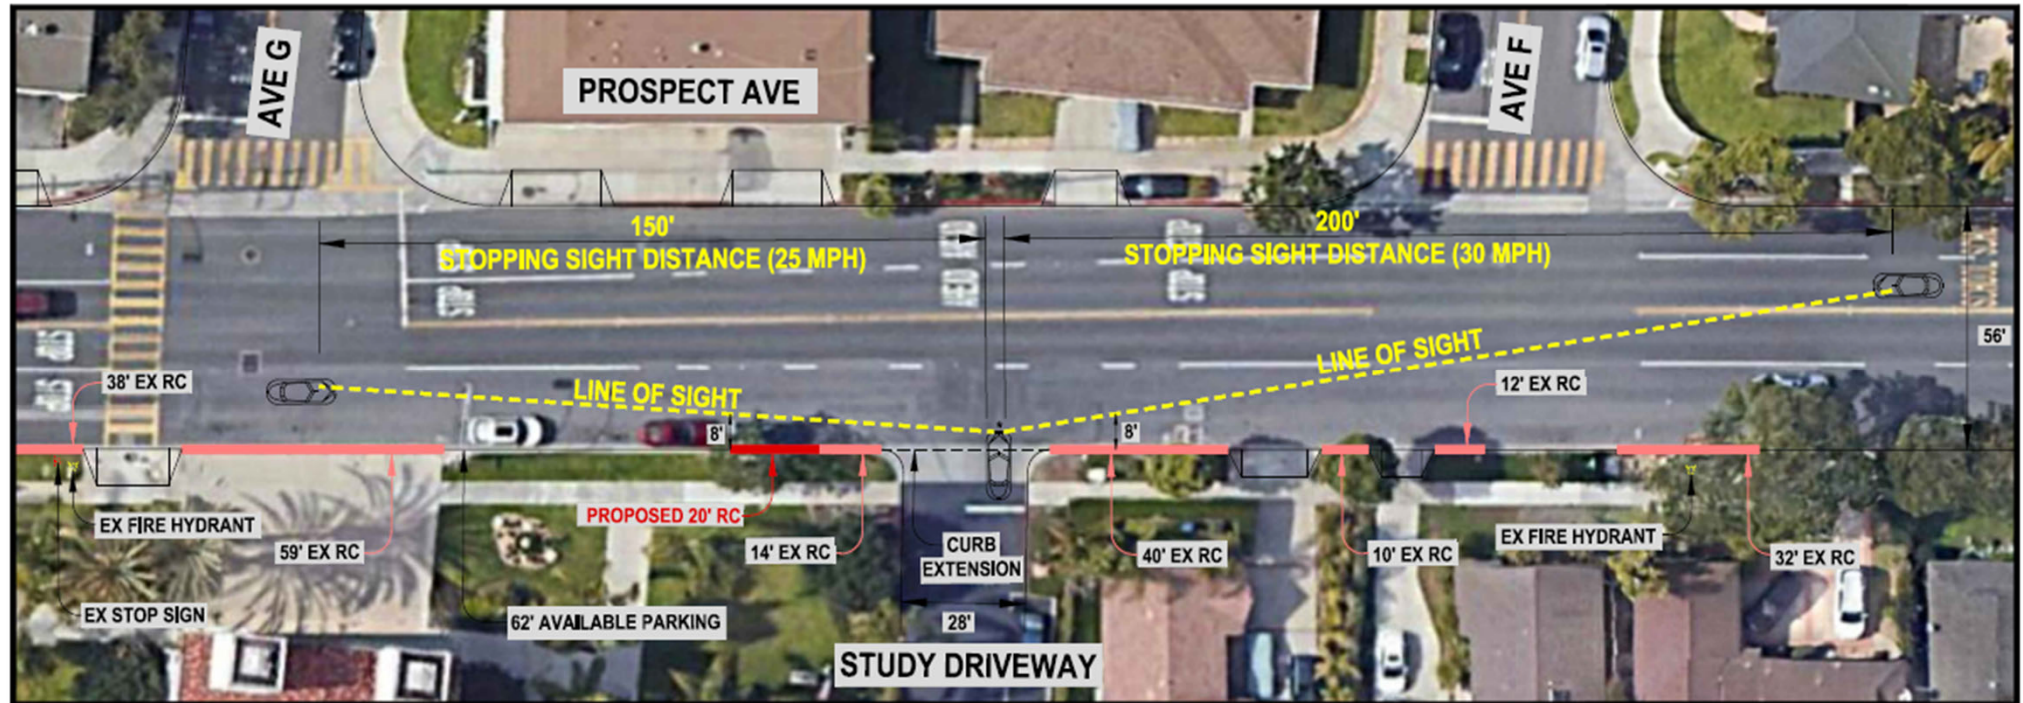 AVE G
PROSPECT AVE
AVE F
150'
STOPPING SIGHT DISTANCE (25 MPH)
200'
STOPPING SIGHT DISTANCE (30 MPH)
56'
LINE OF SIGHT
LINE OF SIGHT
38' EX RC
12' EX RC
8'
8'
PROPOSED 20' RC
EX FIRE HYDRANT
59' EX RC
14' EX RC
CURB
EXTENSION
40' EX RC
10' EX RC
EX FIRE HYDRANT
32' EX RC
EX STOP SIGN
62' AVAILABLE PARKING
28'
STUDY DRIVEWAY